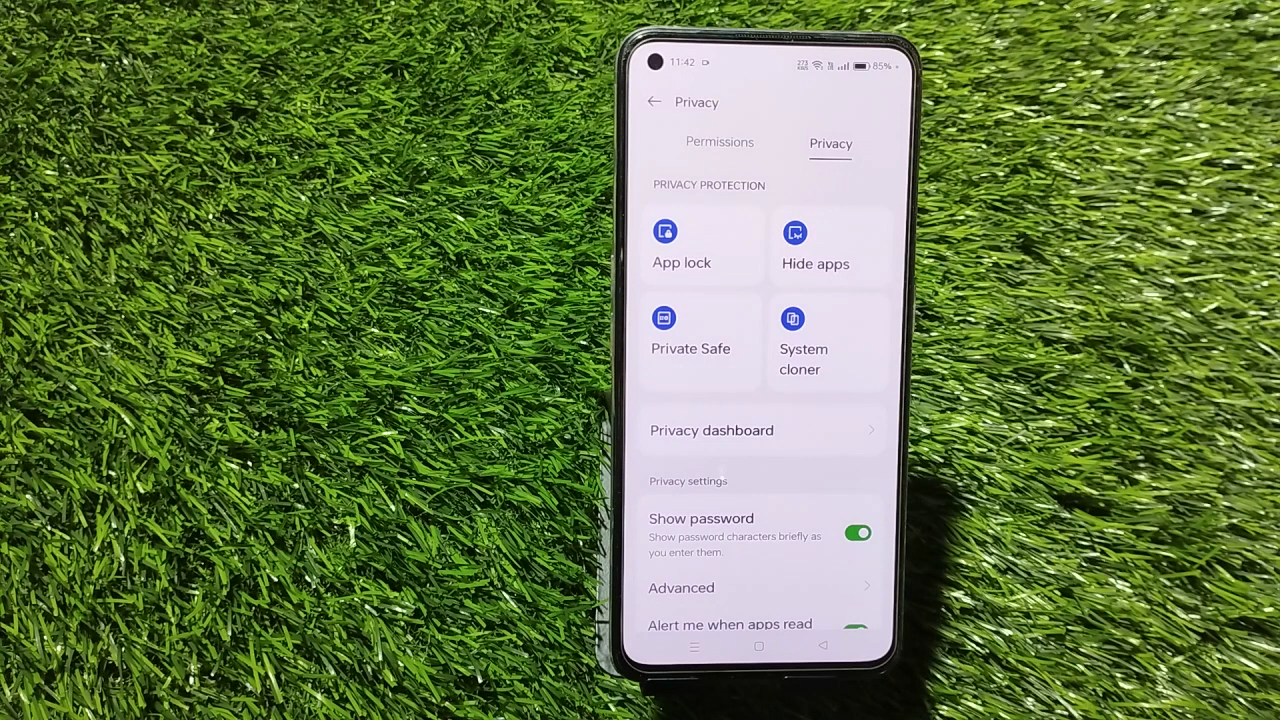 11:42
85%
Privacy
Permissions
Privacy
PRIVACY PROTECTION
App lock
Hide apps
Private Safe
System
cloner
Privacy dashboard
Privacy settings
Show password
Show password characters briefly as
you enter them.
Advanced
Alert me when apps read